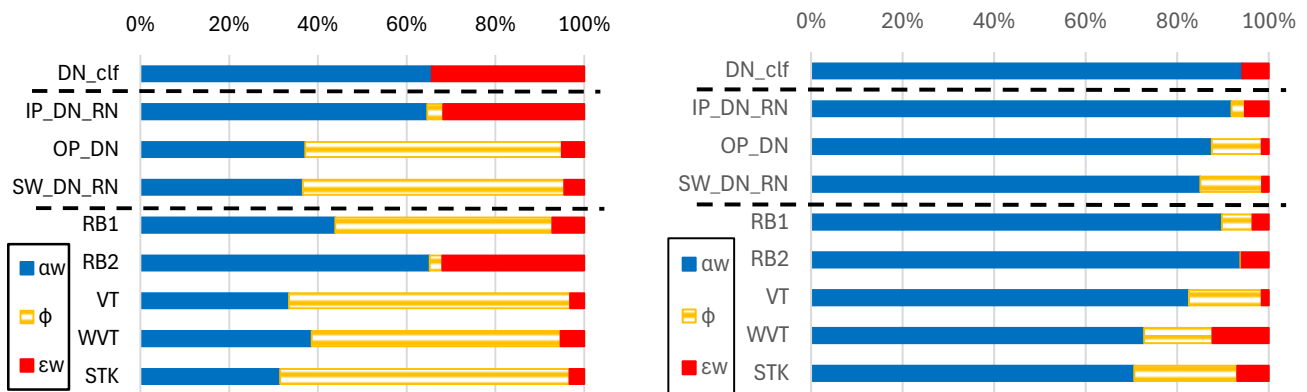 0% 20% 40% 60% 80% 100%
DN_clf
IP_DN_RN
OP_DN
SW_DN_RN
RB1
RB2
VT
WVT
STK
αw
ϕ
εw
0% 20% 40% 60% 80% 100%
DN_clf
IP_DN_RN
OP_DN
SW_DN_RN
RB1
RB2
VT
WVT
STK
αw
ϕ
εw